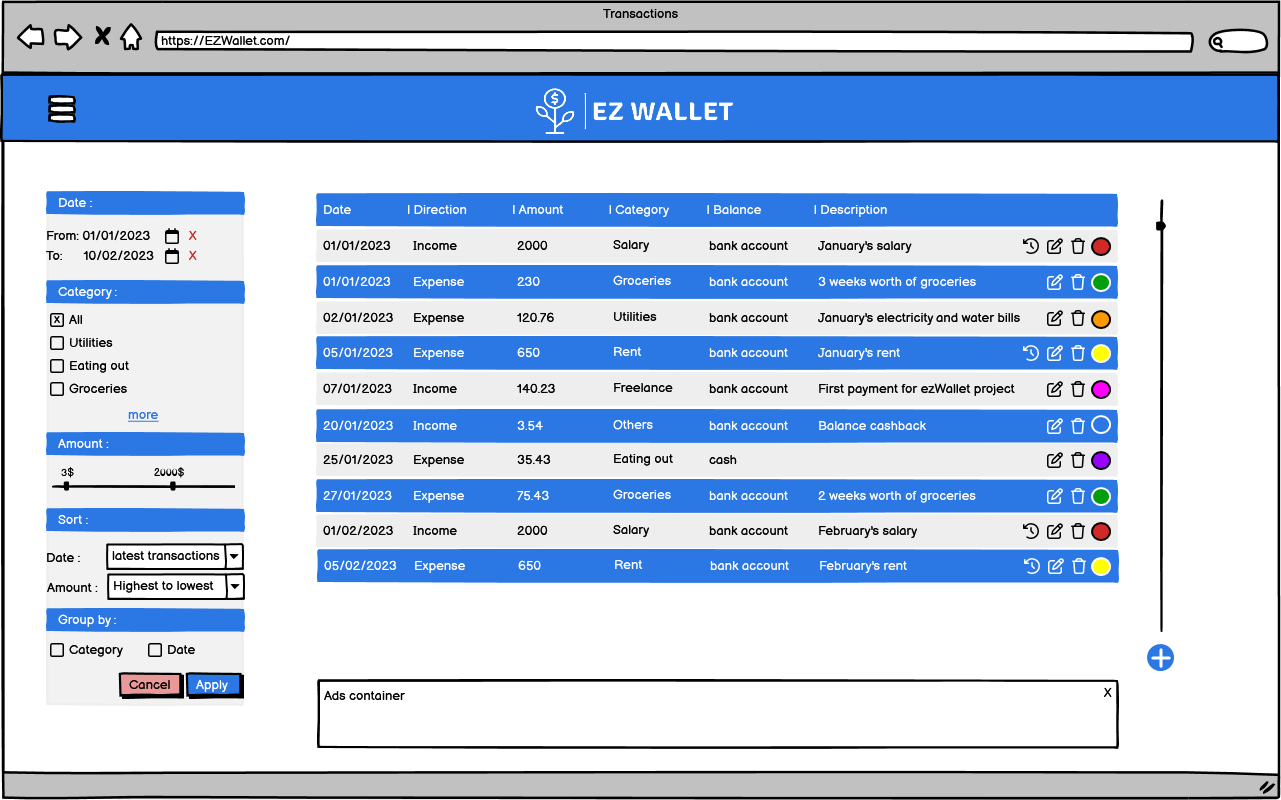 Transactions
https://EZWallet.com/
EZ WALLET
Date :
From: 01/01/2023 X
To: 10/02/2023 X
Category :
All
Utilities
Eating out
Groceries
more
Amount :
3$ 2000$
Sort :
Date : latest transactions
Amount : Highest to lowest
Group by :
Category Date
Cancel Apply
Date | Direction | Amount | Category | Balance | Description
01/01/2023 Income 2000 Salary bank account January's salary
01/01/2023 Expense 230 Groceries bank account 3 weeks worth of groceries
02/01/2023 Expense 120.76 Utilities bank account January's electricity and water bills
05/01/2023 Expense 650 Rent bank account January's rent
07/01/2023 Income 140.23 Freelance bank account First payment for ezWallet project
20/01/2023 Income 3.54 Others bank account Balance cashback
25/01/2023 Expense 35.43 Eating out cash
27/01/2023 Expense 75.43 Groceries bank account 2 weeks worth of groceries
01/02/2023 Income 2000 Salary bank account February's salary
05/02/2023 Expense 650 Rent bank account February's rent
Ads container X